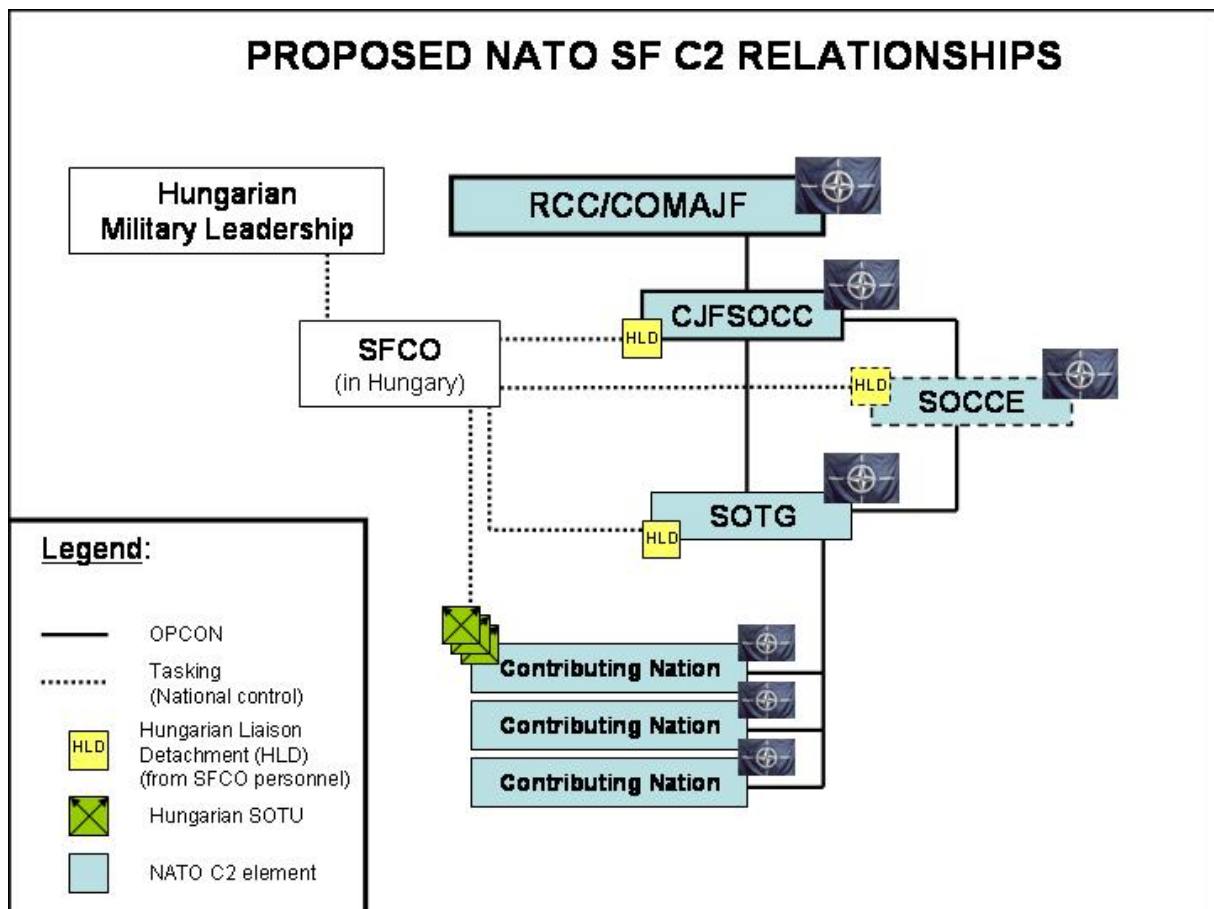 PROPOSED NATO SF C2 RELATIONSHIPS
Hungarian
Military Leadership
RCC/COMAJF
CJFSOCC
HLD
SFCO
(in Hungary)
HLD
SOCCE
SOTG
HLD
Contributing Nation
Contributing Nation
Contributing Nation
Legend:
OPCON
Tasking
(National control)
HLD
Hungarian Liaison
Detachment (HLD)
(from SFCO personnel)
Hungarian SOTU
NATO C2 element